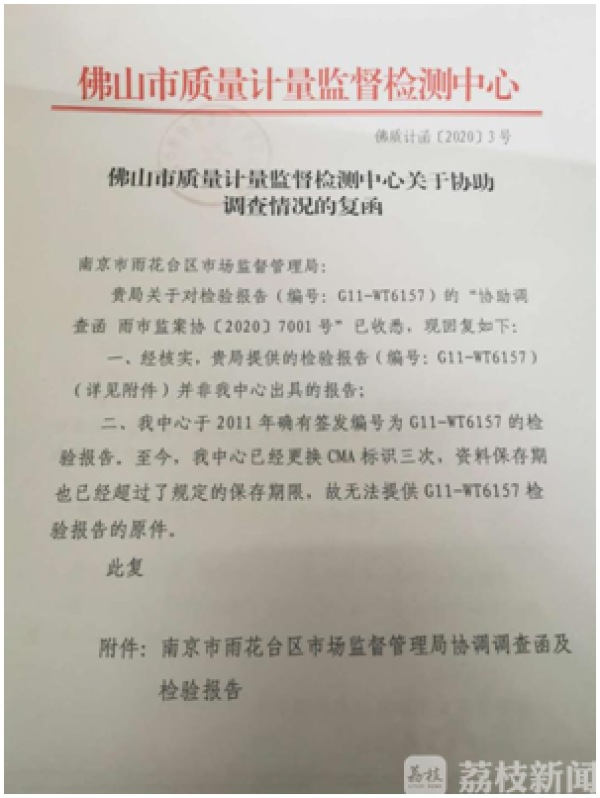 佛山市质量计量监督检测中心
佛质计函〔2020〕3号
佛山市质量计量监督检测中心关于协助
调查情况的复函
南京市雨花台区市场监督管理局：
贵局关于对检验报告（编号：G11-WT6157）的“协助调
查函 雨市监案协〔2020〕7001号”已收悉，现回复如下：
一、经核实，贵局提供的检验报告（编号：G11-WT6157）
（详见附件）并非我中心出具的报告；
二、我中心于2011年确有签发编号为G11-WT6157的检
验报告。至今，我中心已经更换CMA标识三次，资料保存期
也已经超过了规定的保存期限，故无法提供G11-WT6157检
验报告的原件。
此复
附件：南京市雨花台区市场监督管理局协调调查函及
检验报告
荔枝 荔枝新闻